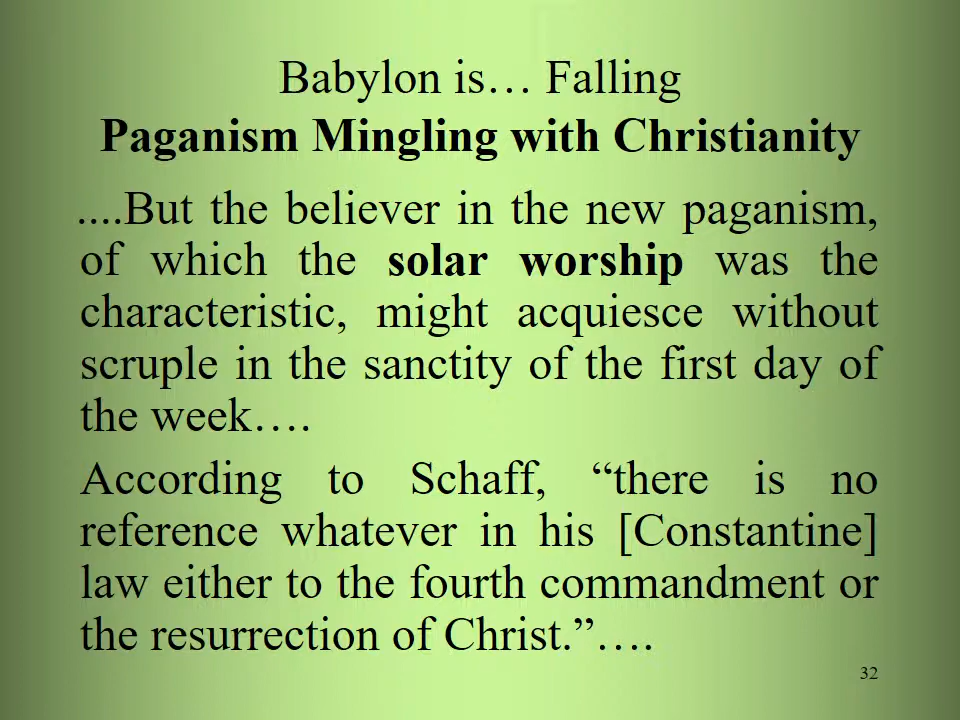 Babylon is… Falling
Paganism Mingling with Christianity
....But the believer in the new paganism,
of which the solar worship was the
characteristic, might acquiesce without
scruple in the sanctity of the first day of
the week….
According to Schaff, “there is no
reference whatever in his [Constantine]
law either to the fourth commandment or
the resurrection of Christ.”….
32